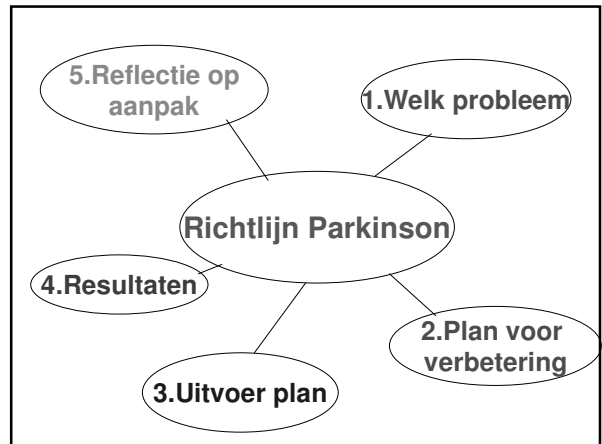 5.Reflectie op
aanpak
1.Welk probleem
Richtlijn Parkinson
4.Resultaten
2.Plan voor
verbetering
3.Uitvoer plan